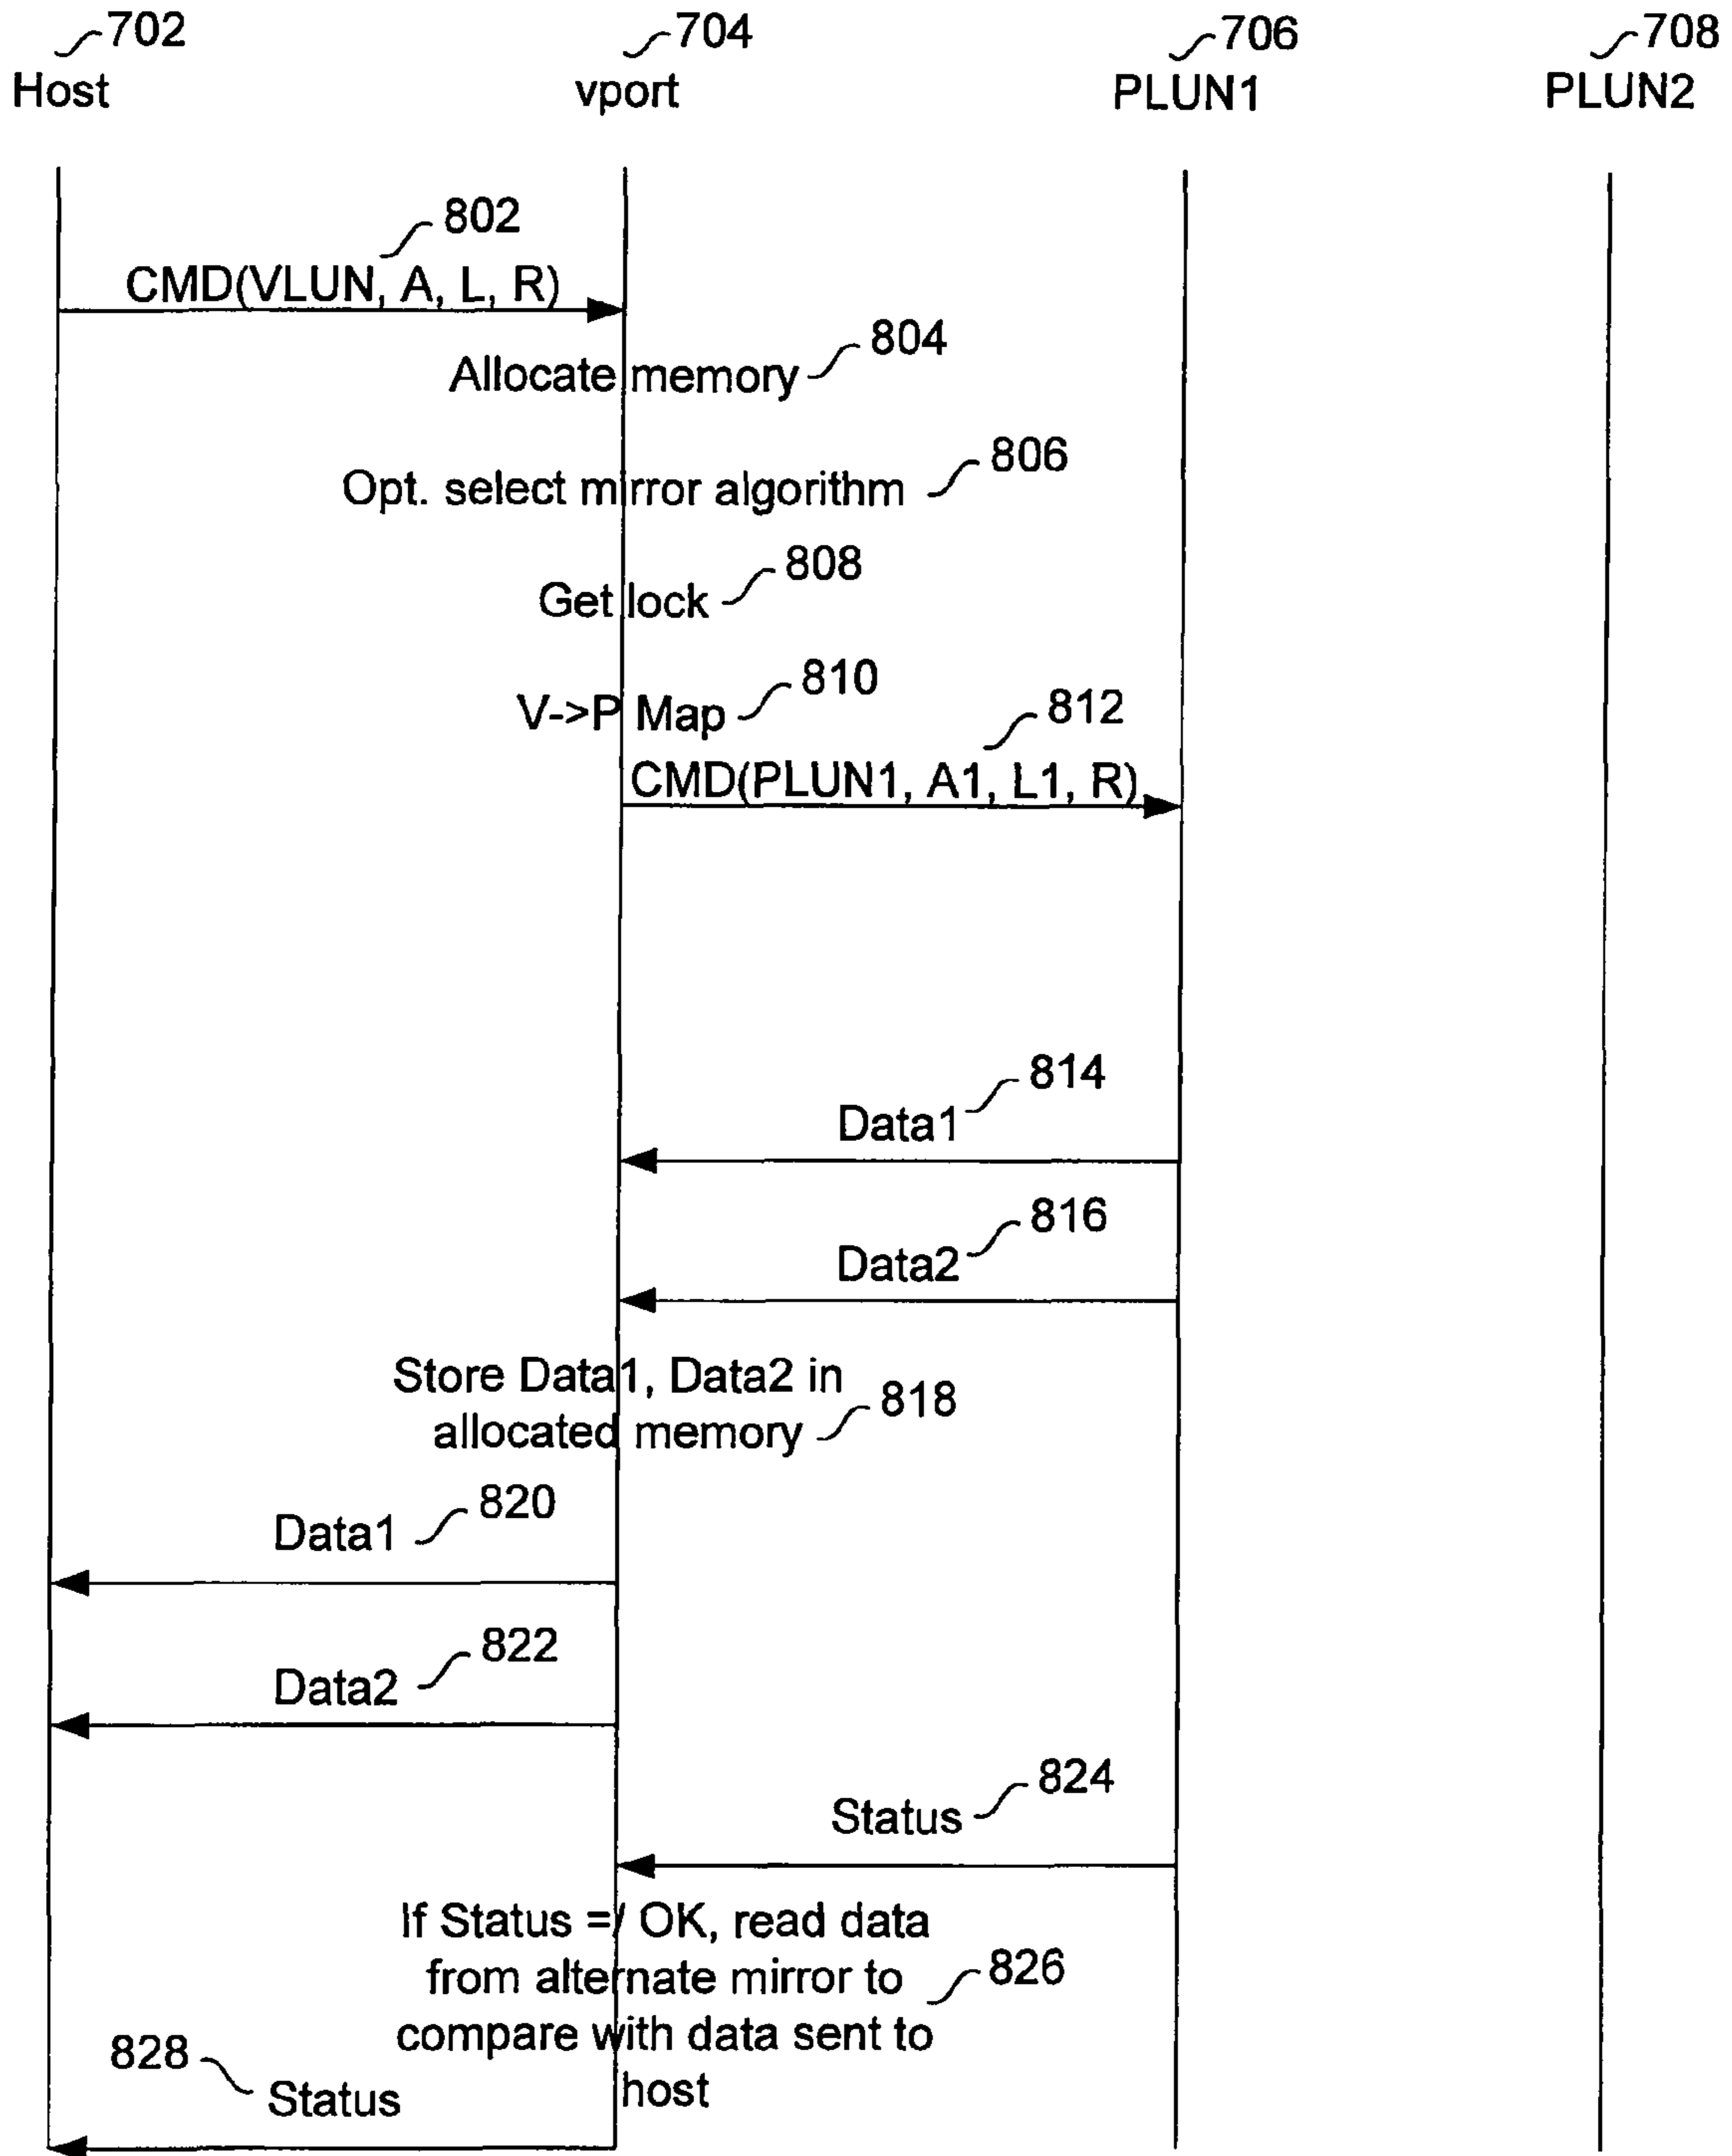 702
704
706
708
Host
vport
PLUN1
PLUN2
802
CMD(VLUN, A, L, R)
804
Allocate memory
806
Opt. select mirror algorithm
808
Get lock
810
V->P Map
812
CMD(PLUN1, A1, L1, R)
814
Data1
816
Data2
Store Data1, Data2 in
allocated memory
818
820
Data1
822
Data2
824
Status
If Status =/ OK, read data
from alternate mirror to
compare with data sent to
host
826
828
Status